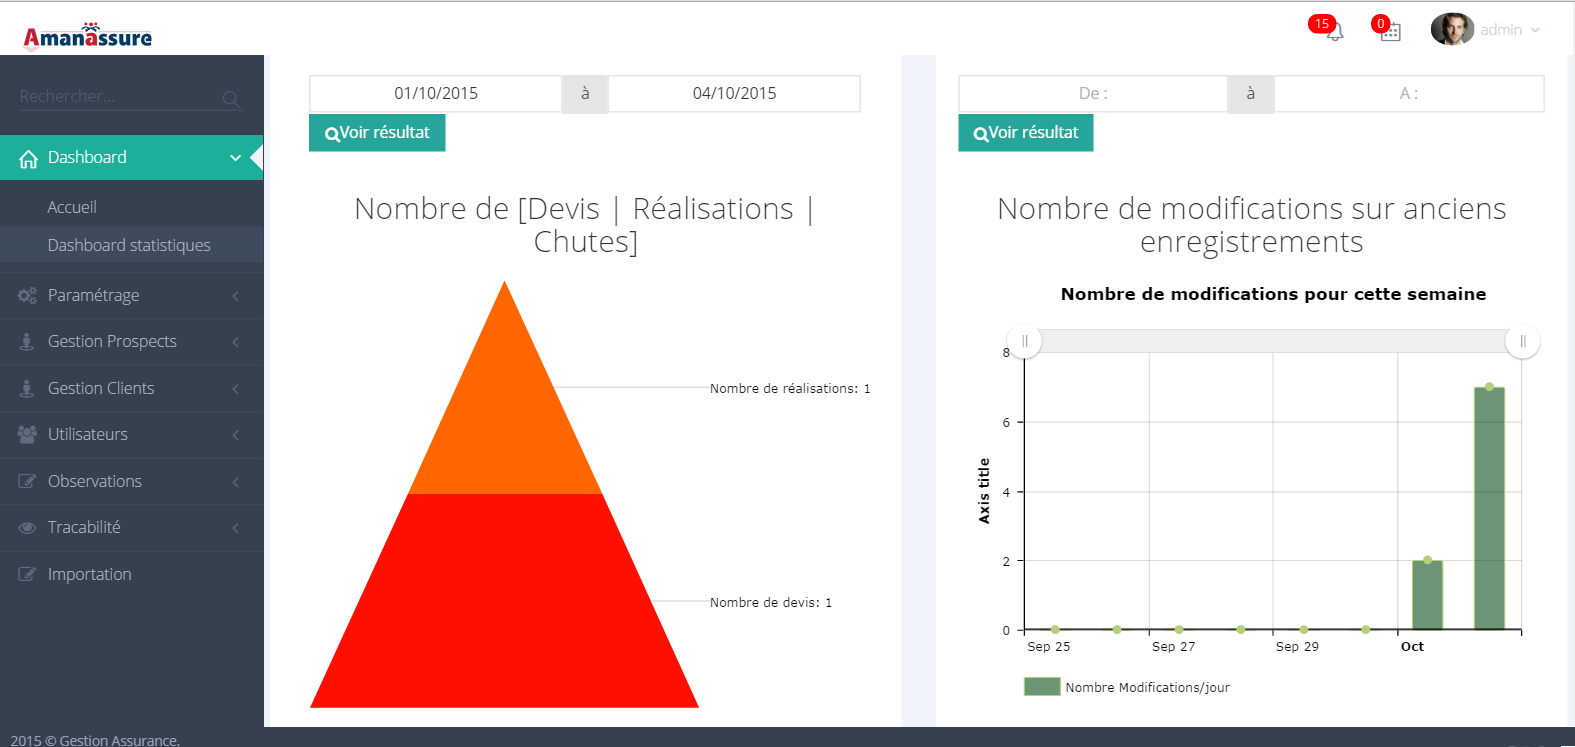 Amanassure
15
0
admin
Rechercher...
Dashboard
Accueil
Dashboard statistiques
Paramétrage
Gestion Prospects
Gestion Clients
Utilisateurs
Observations
Tracabilité
Importation
01/10/2015 à 04/10/2015
Voir résultat
Nombre de [Devis | Réalisations |
Chutes]
Nombre de réalisations: 1
Nombre de devis: 1
De : à A :
Voir résultat
Nombre de modifications sur anciens
enregistrements
Nombre de modifications pour cette semaine
8
6
4
2
0
Axis title
Sep 25 Sep 27 Sep 29 Oct
Nombre Modifications/jour
2015 © Gestion Assurance.